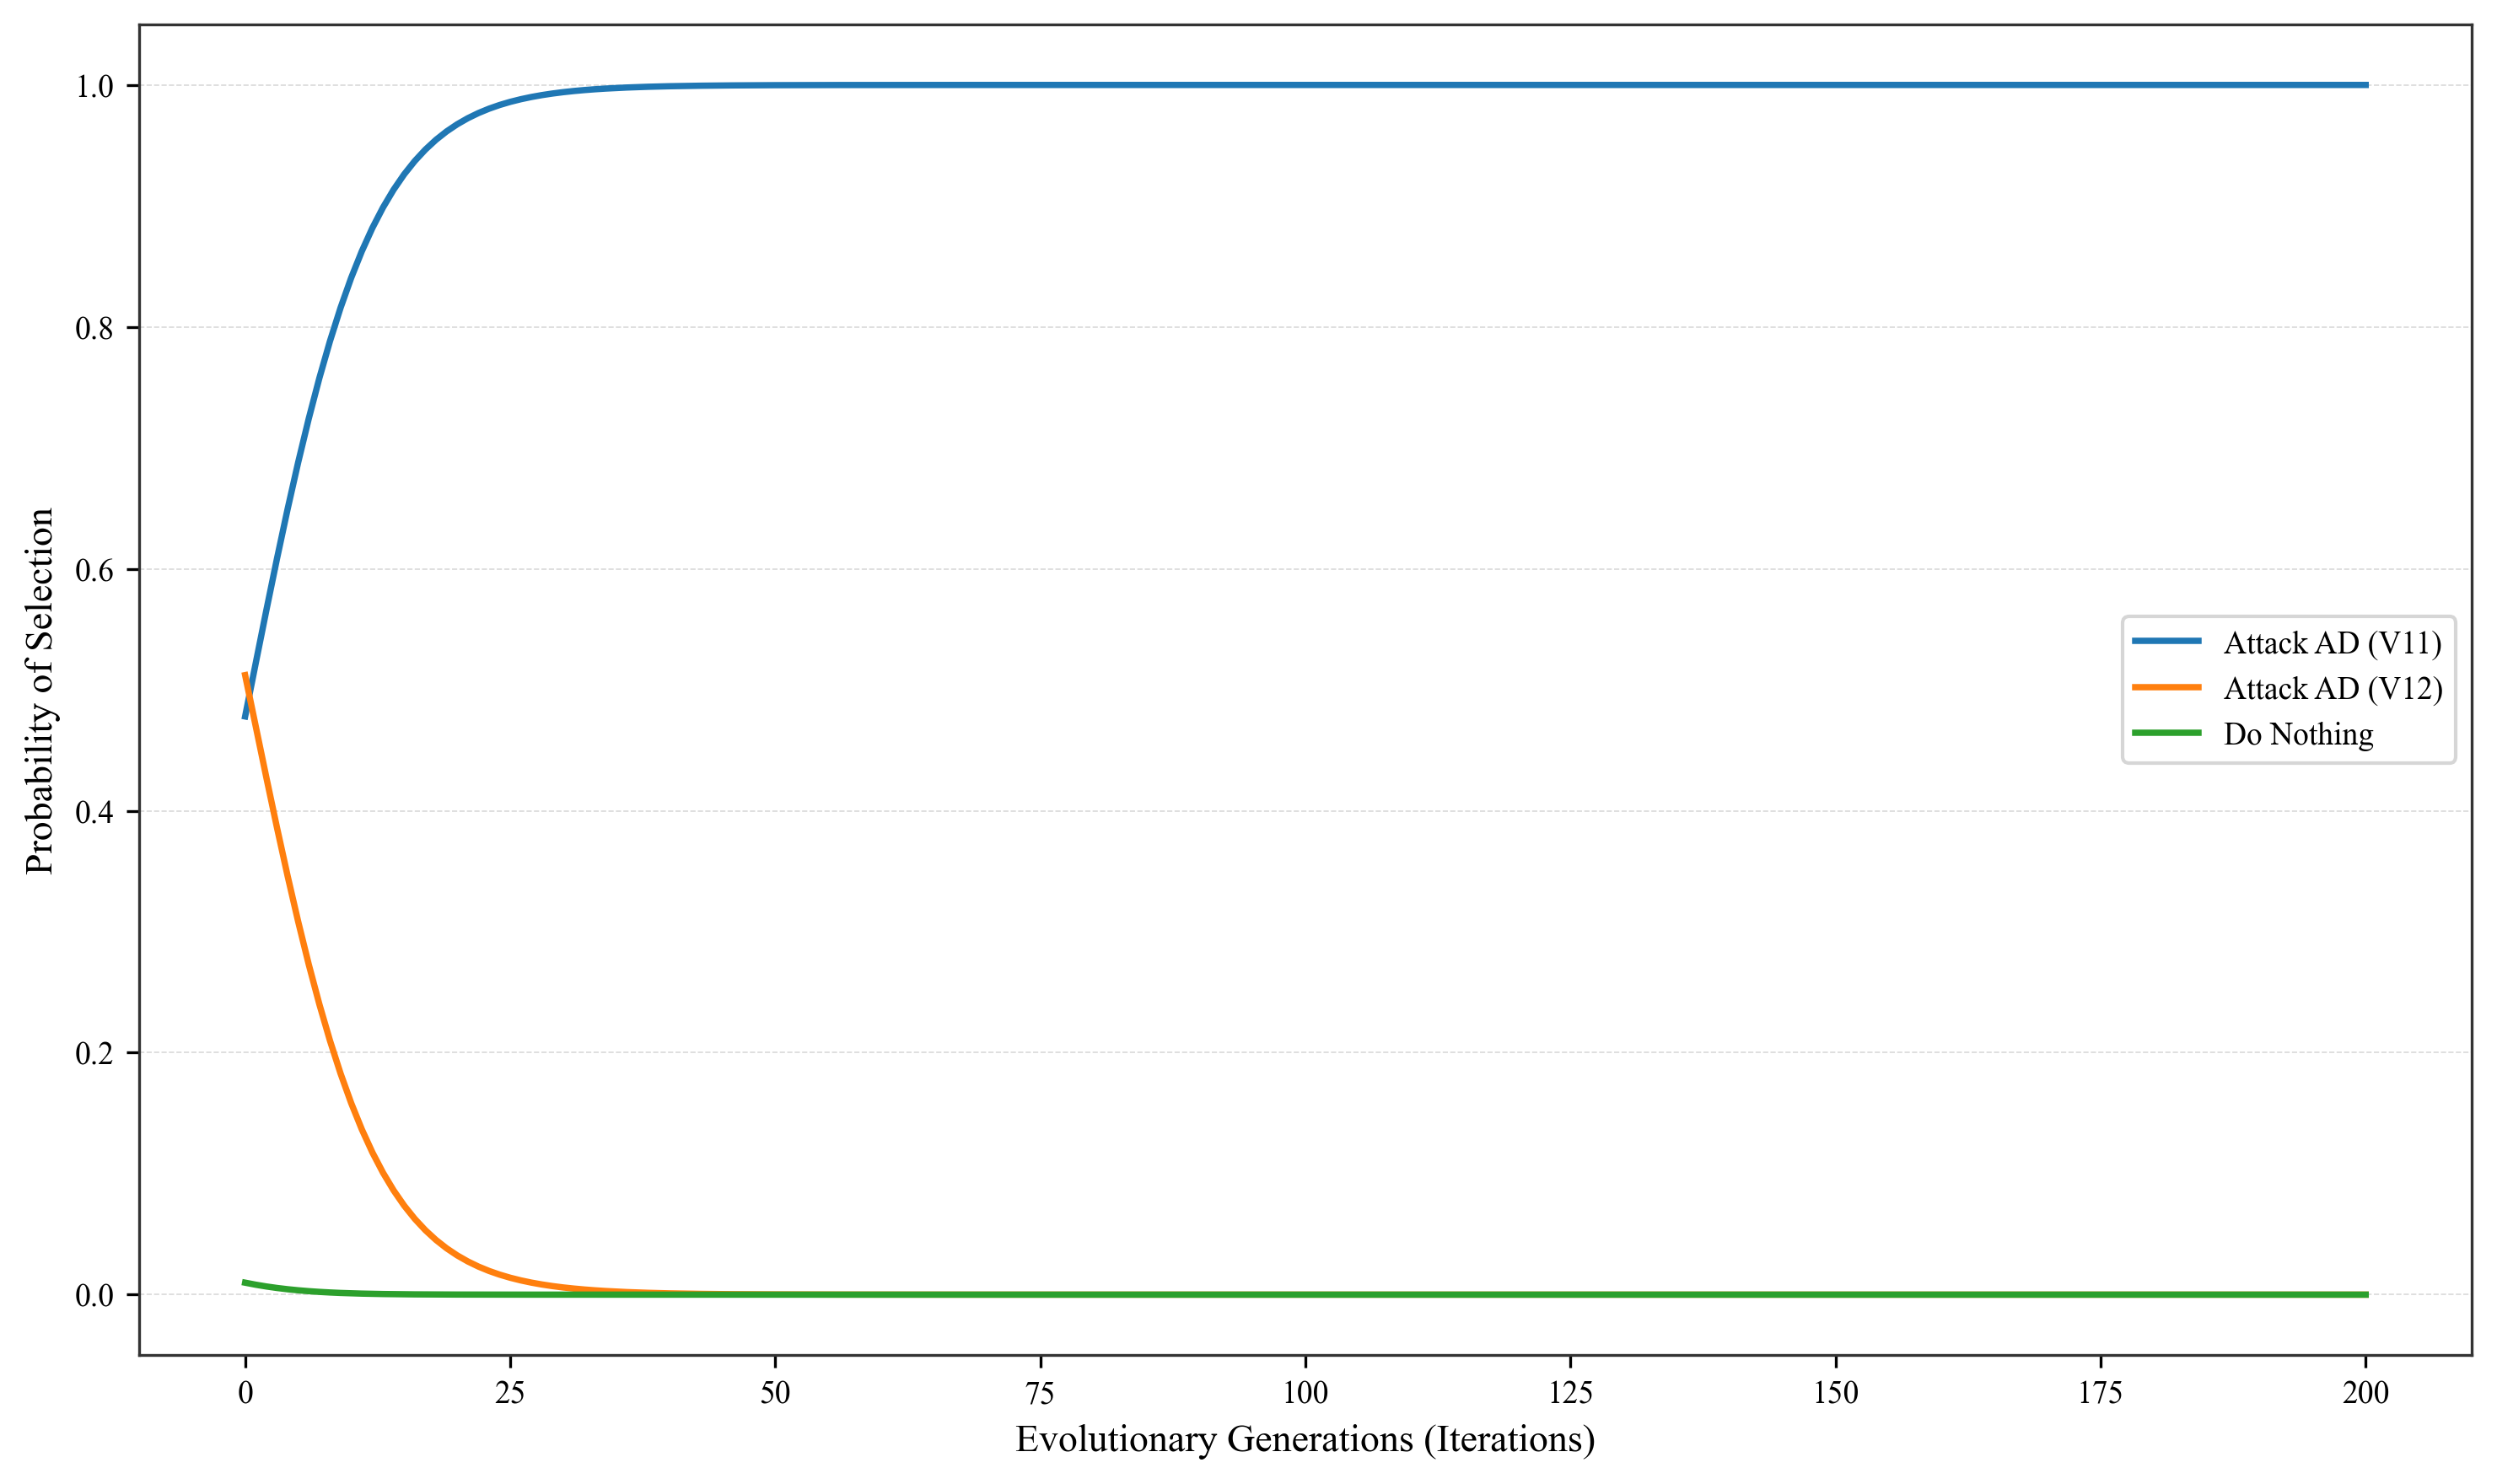 Probability of Selection
1.0
0.8
0.6
0.4
0.2
0.0
Attack AD (V11)
Attack AD (V12)
Do Nothing
0 25 50 75 100 125 150 175 200
Evolutionary Generations (Iterations)